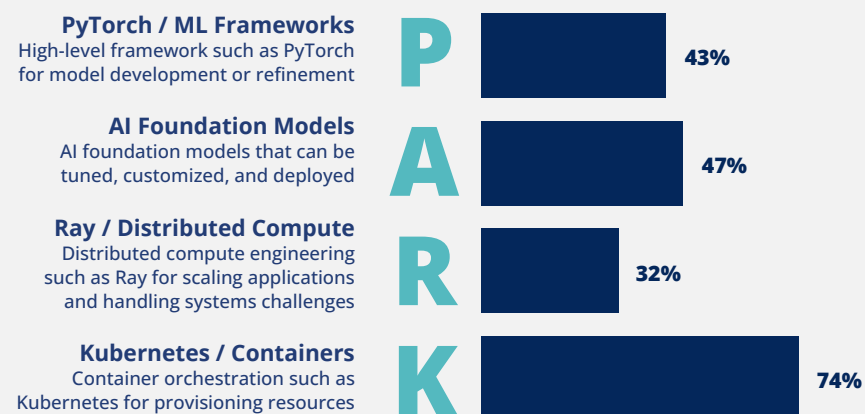 PyTorch / ML Frameworks
High-level framework such as PyTorch
for model development or refinement
P
43%
AI Foundation Models
AI foundation models that can be
tuned, customized, and deployed
A
47%
Ray / Distributed Compute
Distributed compute engineering
such as Ray for scaling applications
and handling systems challenges
R
32%
Kubernetes / Containers
Container orchestration such as
Kubernetes for provisioning resources
K
74%